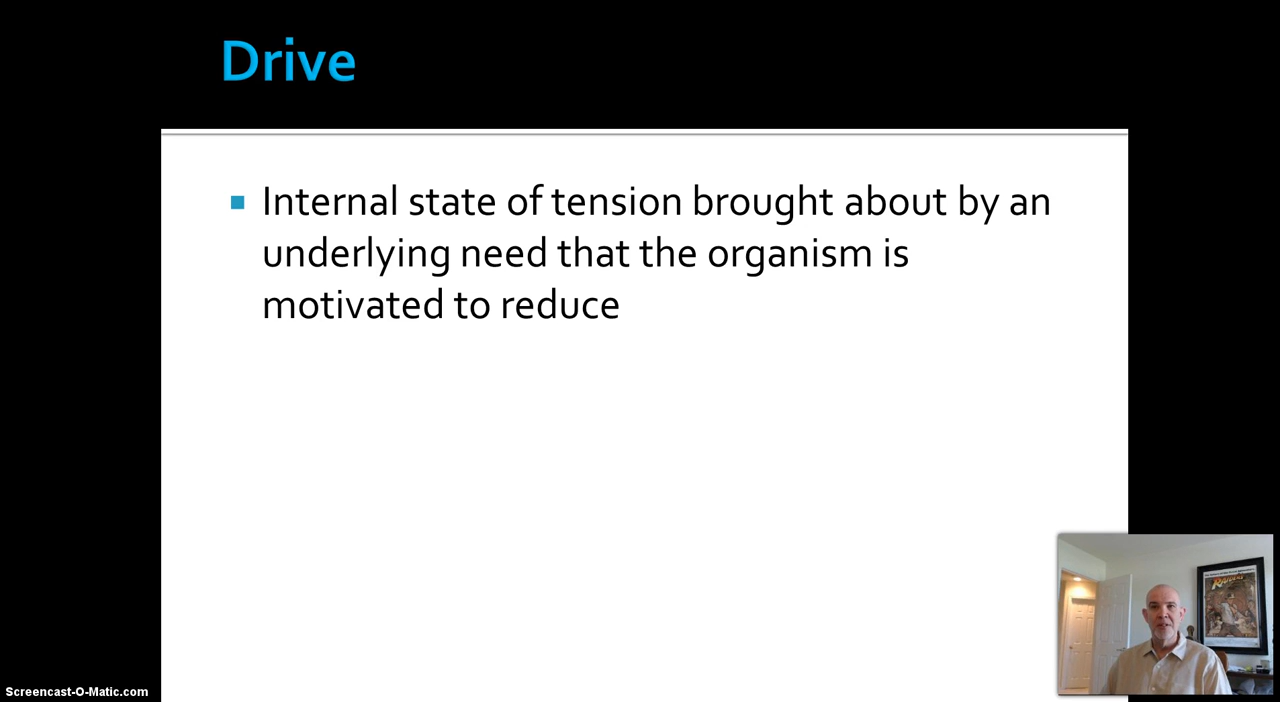 Drive
Internal state of tension brought about by an
underlying need that the organism is
motivated to reduce
RAIDERS
Screencast-O-Matic.com